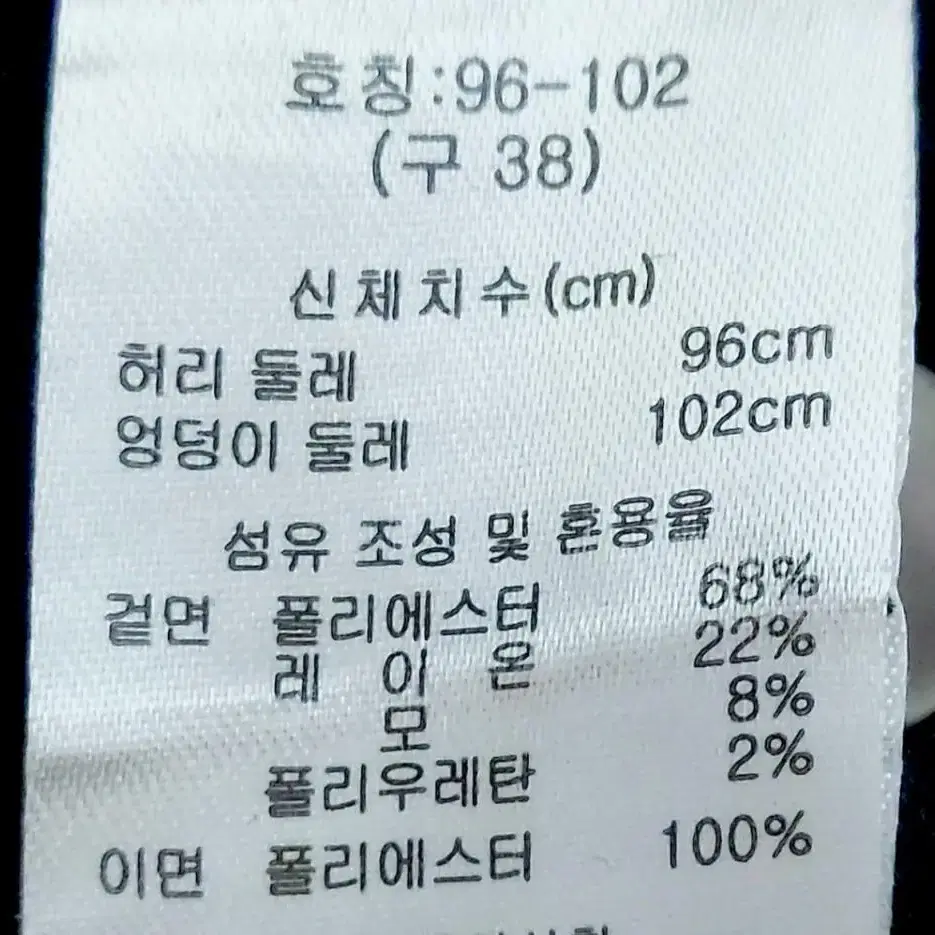 호칭:96-102
(구 38)
신체치수(cm)
허리 둘레 96cm
엉덩이 둘레 102cm
섬유 조성 및 혼용율
겉면 폴리에스터 68%
레이온 22%
모 8%
폴리우레탄 2%
이면 폴리에스터 100%